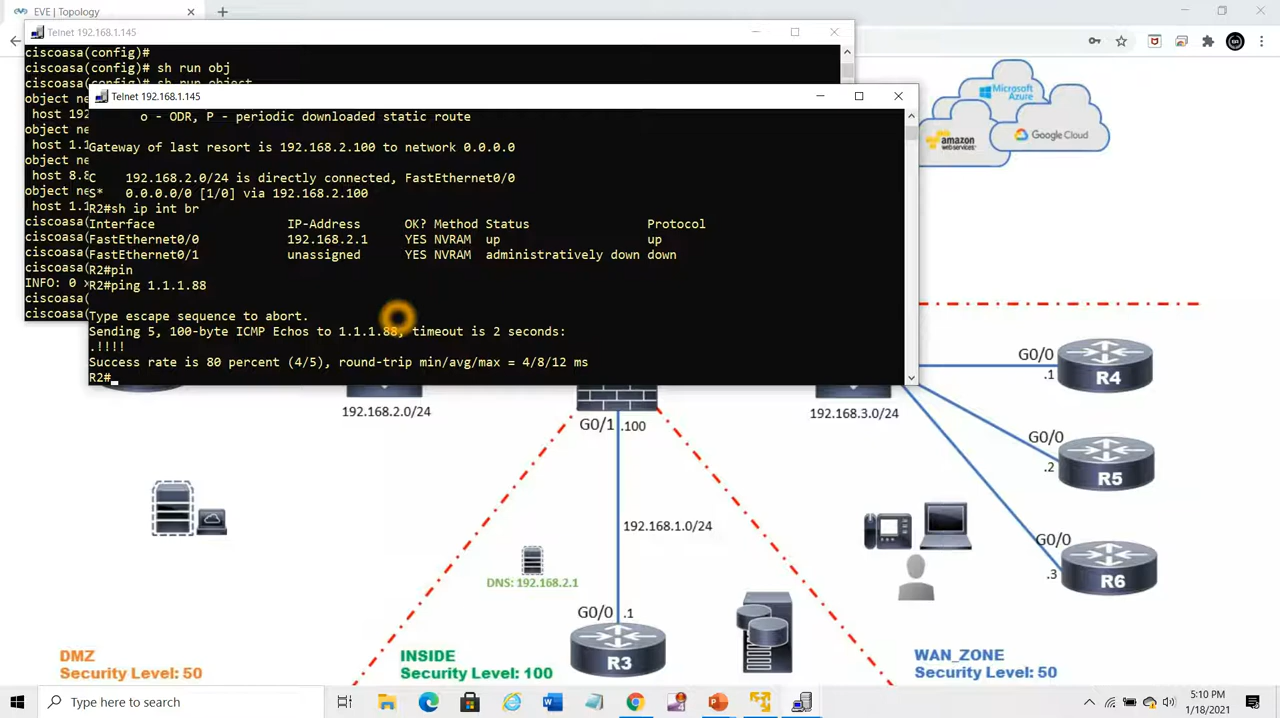 EVE | Topology
Telnet 192.168.1.145
ciscoasa(config)#
ciscoasa(config)# sh run obj
ciscoasa(config)# sh run object
object ne
host 192
object ne
host 1.1
object ne
host 8.8
object ne
host 1.1
ciscoasa(
ciscoasa(
ciscoasa(
ciscoasa(
INFO: 0
ciscoasa(
ciscoasa(
Telnet 192.168.1.145
o - ODR, P - periodic downloaded static route
Gateway of last resort is 192.168.2.100 to network 0.0.0.0
C 192.168.2.0/24 is directly connected, FastEthernet0/0
S* 0.0.0.0/0 [1/0] via 192.168.2.100
R2#sh ip int br
Interface IP-Address OK? Method Status Protocol
FastEthernet0/0 192.168.2.1 YES NVRAM up up
FastEthernet0/1 unassigned YES NVRAM administratively down down
R2#pin
R2#ping 1.1.1.88
Type escape sequence to abort.
Sending 5, 100-byte ICMP Echos to 1.1.1.88, timeout is 2 seconds:
.!!!!
Success rate is 80 percent (4/5), round-trip min/avg/max = 4/8/12 ms
R2#
Microsoft Azure
amazon web services
Google Cloud
192.168.2.0/24
G0/1 .100
192.168.3.0/24
G0/0
.1
R4
G0/0
.2
R5
G0/0
.3
R6
192.168.1.0/24
DNS: 192.168.2.1
G0/0 .1
R3
DMZ
Security Level: 50
INSIDE
Security Level: 100
WAN_ZONE
Security Level: 50
Type here to search
5:10 PM
1/18/2021